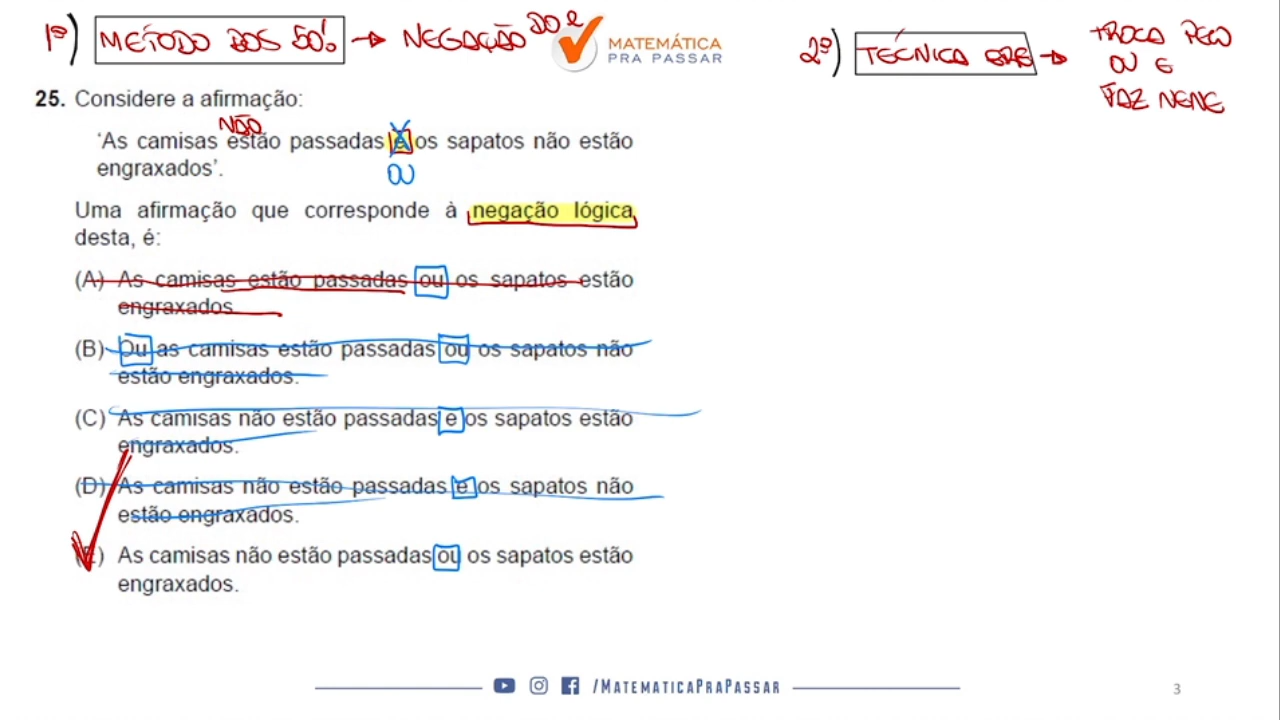 1º) MÉTODO DOS 50% → NEGAÇÃO DO e
MATEMÁTICA
PRA PASSAR
2º) TÉCNICA → TROCA PELO
OU E
FAZ NENE
25. Considere a afirmação:
NÃO
'As camisas estão passadas e os sapatos não estão
engraxados'.
OU
Uma afirmação que corresponde à negação lógica
desta, é:
(A) As camisas estão passadas ou os sapatos estão
engraxados.
(B) Ou as camisas estão passadas ou os sapatos não
estão engraxados.
(C) As camisas não estão passadas e os sapatos estão
engraxados.
(D) As camisas não estão passadas e os sapatos não
estão engraxados.
(E) As camisas não estão passadas ou os sapatos estão
engraxados.
/MATEMATICAPRAPASSAR
3